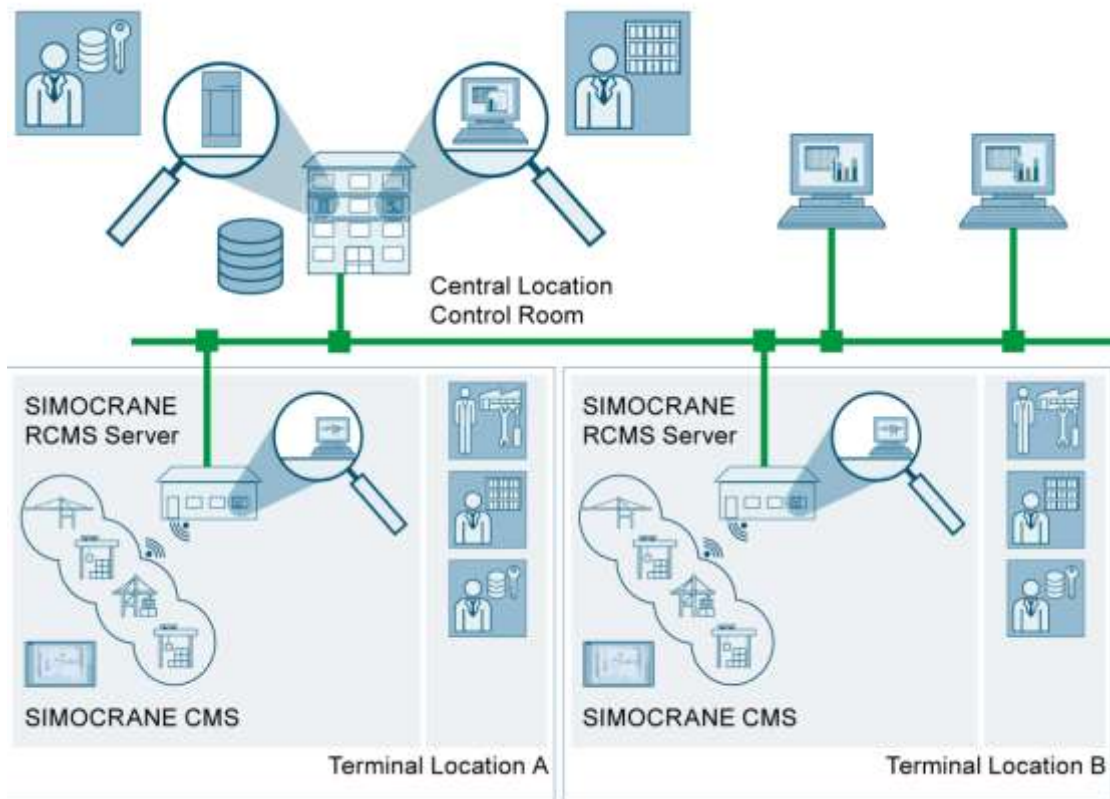 Central Location
Control Room
SIMOCRANE
RCMS Server
SIMOCRANE CMS
Terminal Location A
SIMOCRANE
RCMS Server
SIMOCRANE CMS
Terminal Location B